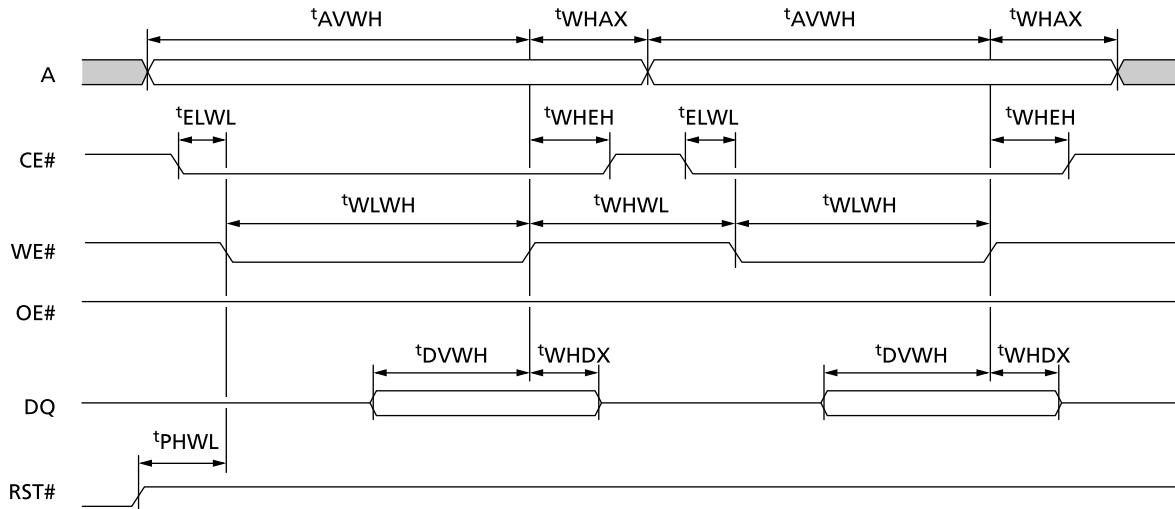 tAVWH tWHAX tAVWH tWHAX
A
tELWL tWHEH tELWL tWHEH
CE#
tWLWH tWHWL tWLWH
WE#
OE#
tDVWH tWHDX tDVWH tWHDX
DQ
tPHWL
RST#